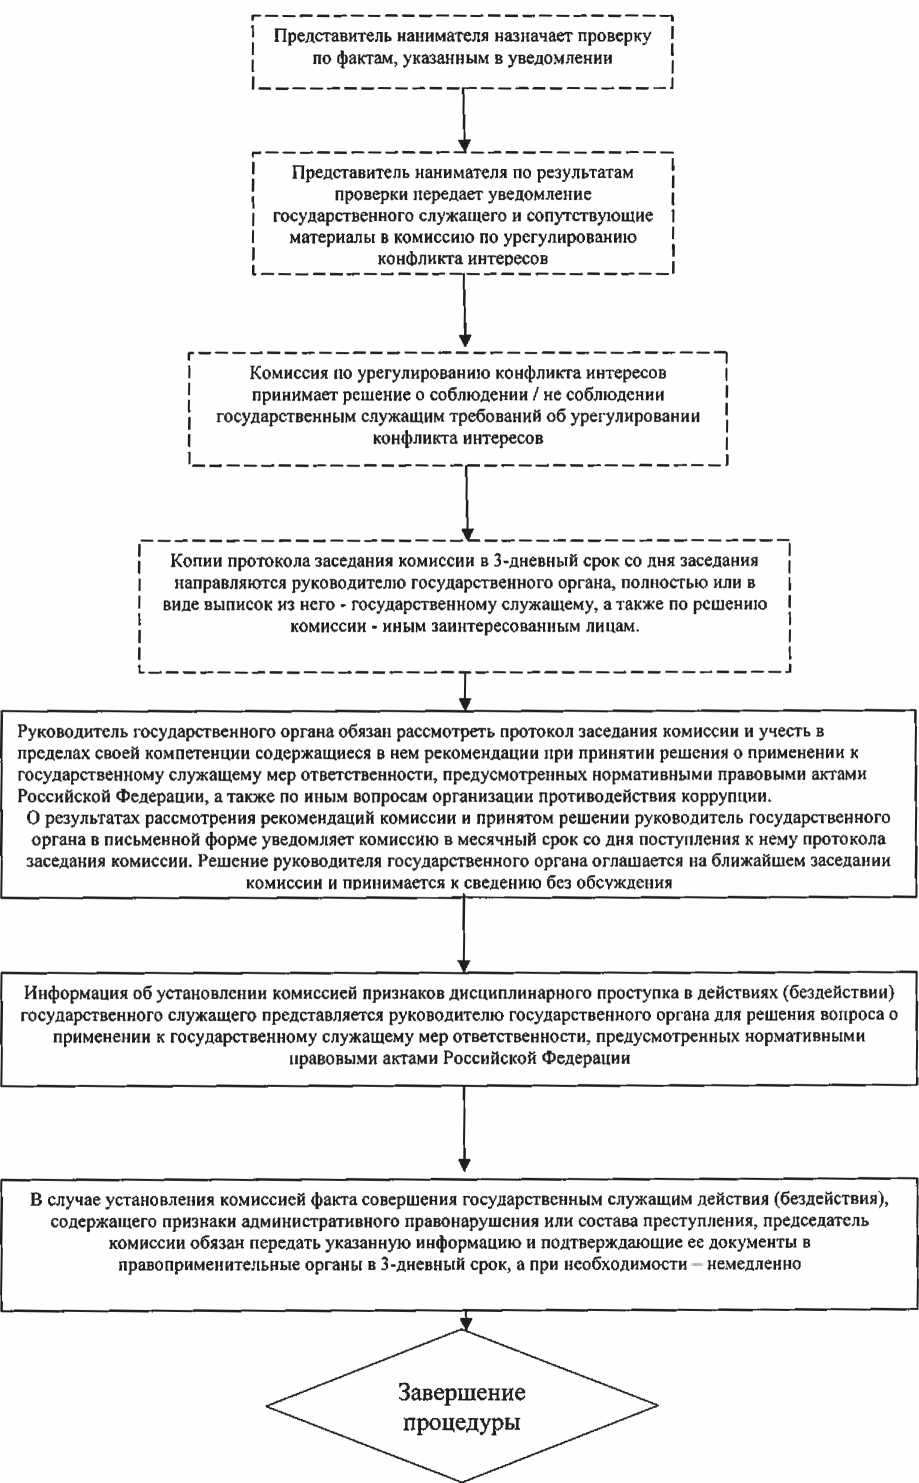 Представитель нанимателя назначает проверку
по фактам, указанным в уведомлении
Представитель нанимателя по результатам
проверки передает уведомление
государственного служащего и сопутствующие
материалы в комиссию по урегулированию
конфликта интересов
Комиссия по урегулированию конфликта интересов
принимает решение о соблюдении / не соблюдении
государственным служащим требований об урегулировании
конфликта интересов
Копии протокола заседания комиссии в 3-дневный срок со дня заседания
направляются руководителю государственного органа, полностью или в
виде выписок из него - государственному служащему, а также по решению
комиссии - иным заинтересованным лицам.
Руководитель государственного органа обязан рассмотреть протокол заседания комиссии и учесть в
пределах своей компетенции содержащиеся в нем рекомендации при принятии решения о применении к
государственному служащему мер ответственности, предусмотренных нормативными правовыми актами
Российской Федерации, а также по иным вопросам организации противодействия коррупции.
О результатах рассмотрения рекомендаций комиссии и принятом решении руководитель государственного
органа в письменной форме уведомляет комиссию в месячный срок со дня поступления к нему протокола
заседания комиссии. Решение руководителя государственного органа оглашается на ближайшем заседании
комиссии и принимается к сведению без обсуждения
Информация об установлении комиссией признаков дисциплинарного проступка в действиях (бездействии)
государственного служащего представляется руководителю государственного органа для решения вопроса о
применении к государственному служащему мер ответственности, предусмотренных нормативными
правовыми актами Российской Федерации
В случае установления комиссией факта совершения государственным служащим действия (бездействия),
содержащего признаки административного правонарушения или состава преступления, председатель
комиссии обязан передать указанную информацию и подтверждающие ее документы в
правоприменительные органы в 3-дневный срок, а при необходимости – немедленно
Завершение
процедуры